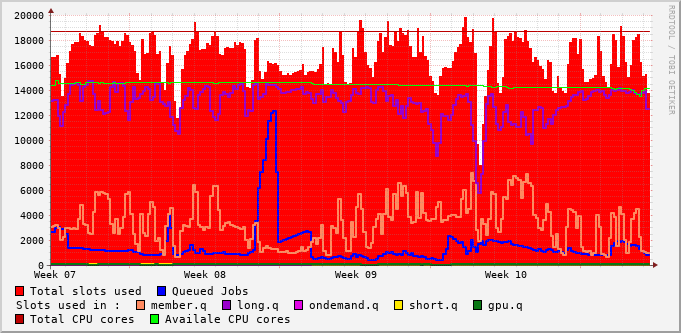 20000
18000
16000
14000
12000
10000
8000
6000
4000
2000
0
Week 07 Week 08 Week 09 Week 10
RRDTOOL / TOBI OETIKER
Total slots used Queued Jobs
Slots used in : member.q long.q ondemand.q short.q gpu.q
Total CPU cores Availale CPU cores